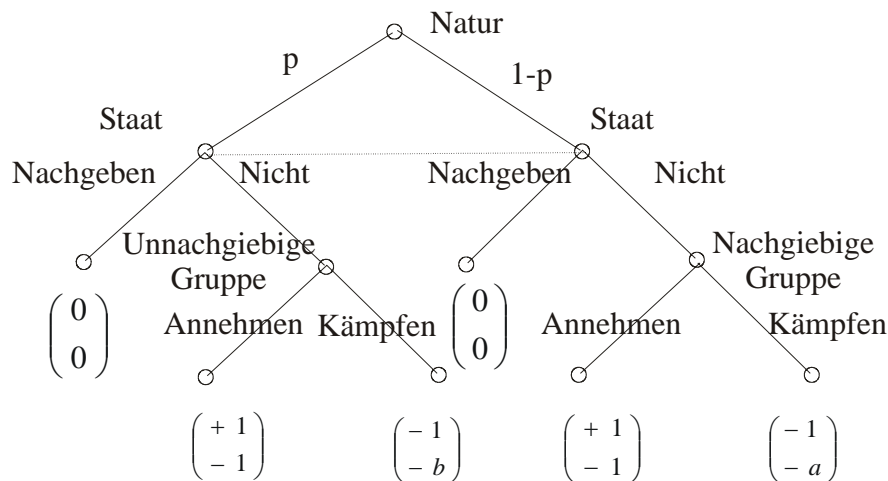 Natur
p
1-p
Staat
Staat
Nachgeben
Nicht
Nachgeben
Nicht
Unnachgiebige
Gruppe
Nachgiebige
Gruppe
0
0
Annehmen
Kämpfen
0
0
Annehmen
Kämpfen
+ 1
− 1
− 1
− b
+ 1
− 1
− 1
− a